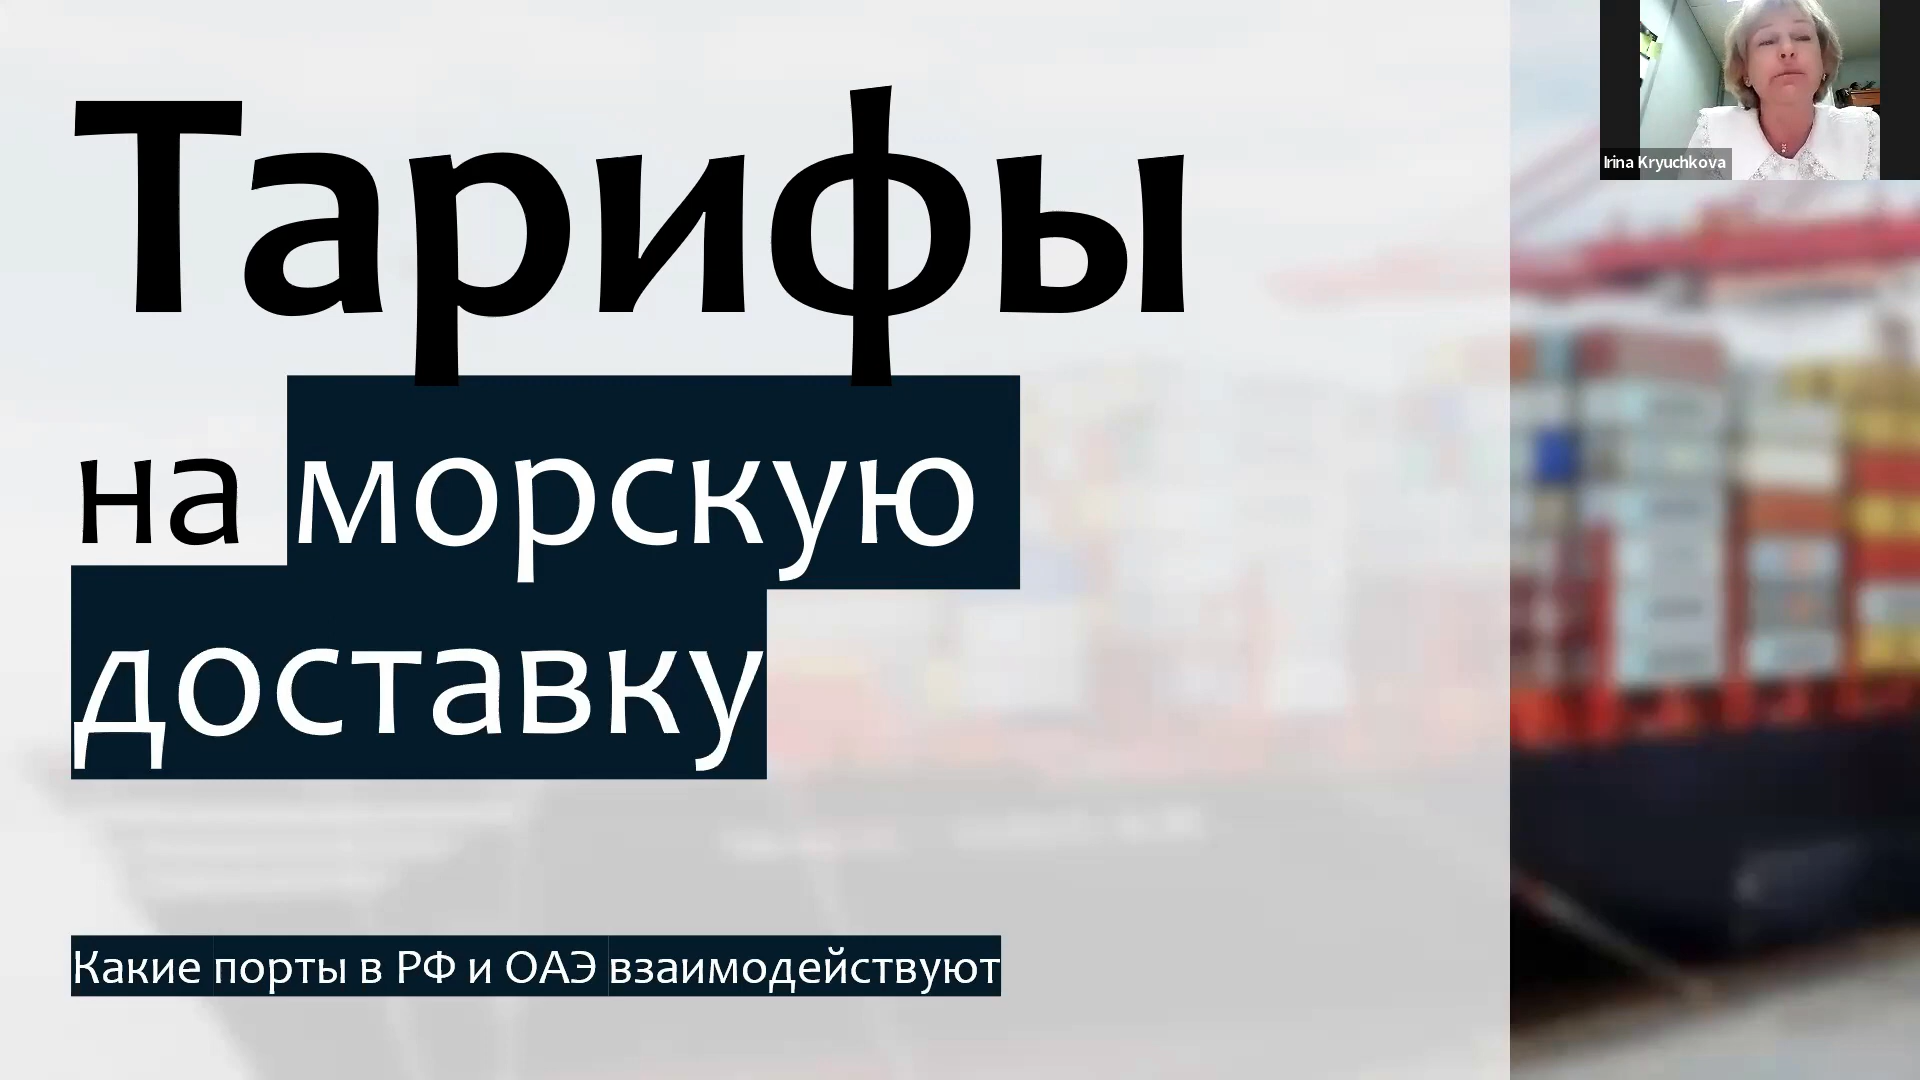 Тарифы
на морскую
доставку
Какие порты в РФ и ОАЭ взаимодействуют
Irina Kryuchkova